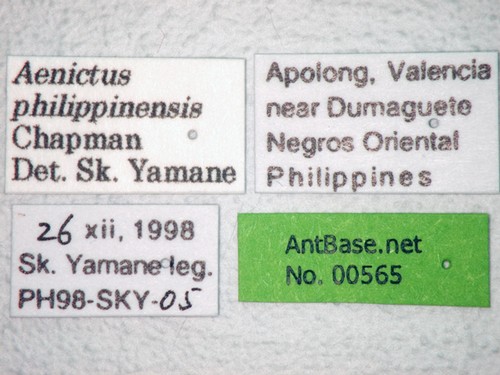 Aenictus
philippinensis
Chapman
Det. Sk. Yamane
Apolong, Valencia
near Dumaguete
Negros Oriental
Philippines
26 xii, 1998
Sk. Yamane leg.
PH98-SKY-05
AntBase.net
No. 00565